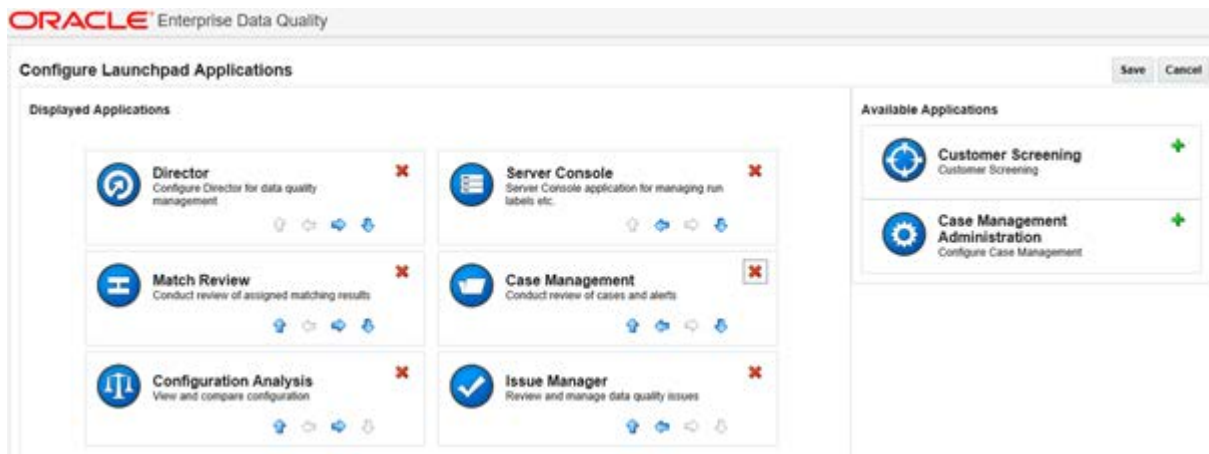 ORACLE Enterprise Data Quality
Configure Launchpad Applications
Save Cancel
Displayed Applications
Director
Configure Director for data quality
management
Server Console
Server Console application for managing run
labels etc.
Match Review
Conduct review of assigned matching results
Case Management
Conduct review of cases and alerts
Configuration Analysis
View and compare configuration
Issue Manager
Review and manage data quality issues
Available Applications
Customer Screening
Customer Screening
Case Management
Administration
Configure Case Management